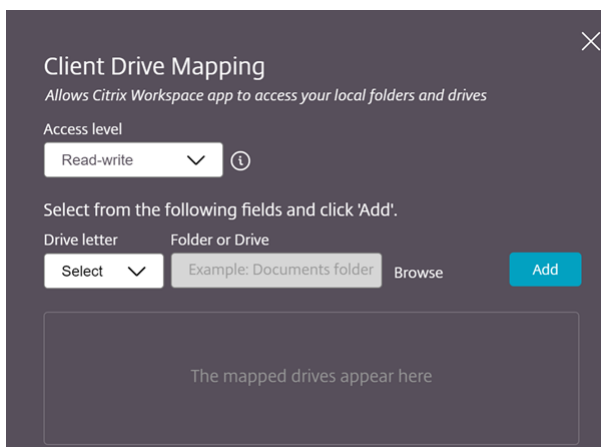 Client Drive Mapping
Allows Citrix Workspace app to access your local folders and drives
Access level
Read-write
Select from the following fields and click 'Add'.
Drive letter Folder or Drive
Select Example: Documents folder Browse Add
The mapped drives appear here